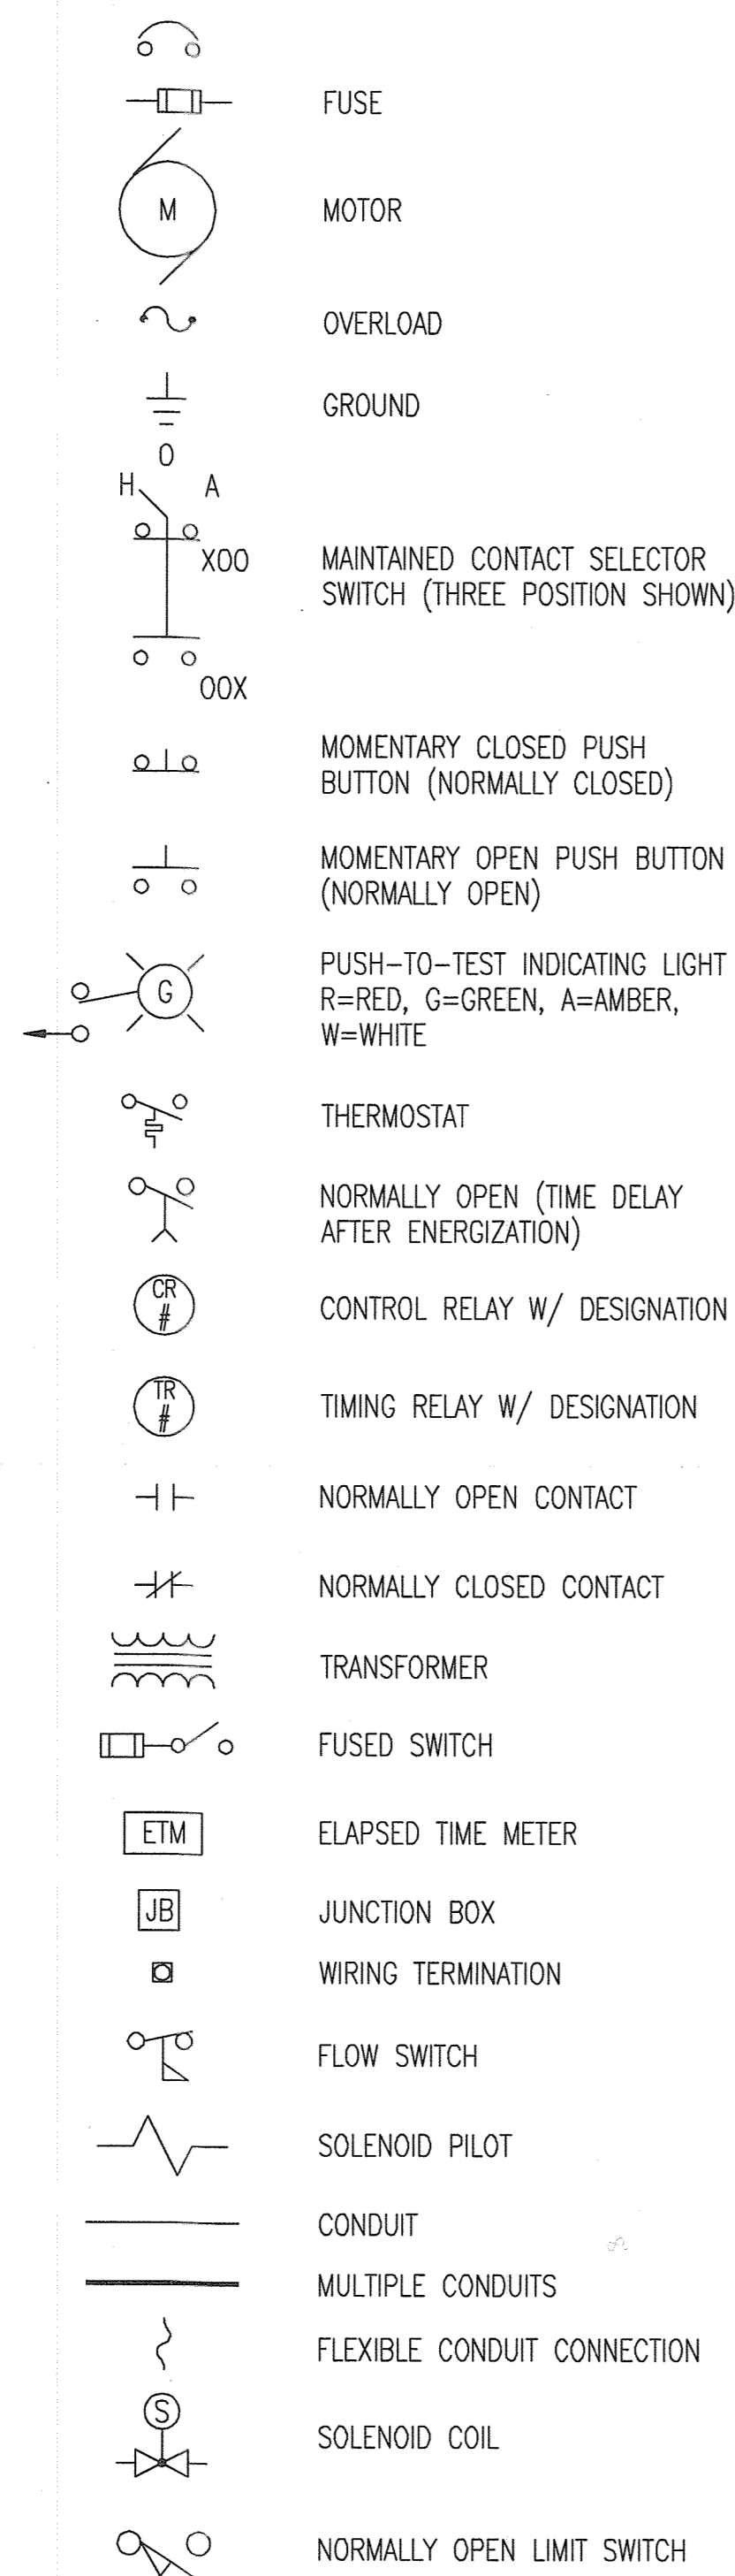 FUSE
M
MOTOR
OVERLOAD
GROUND
O
H A
XOO
MAINTAINED CONTACT SELECTOR
SWITCH (THREE POSITION SHOWN)
OOX
MOMENTARY CLOSED PUSH
BUTTON (NORMALLY CLOSED)
MOMENTARY OPEN PUSH BUTTON
(NORMALLY OPEN)
G
PUSH-TO-TEST INDICATING LIGHT
R=RED, G=GREEN, A=AMBER,
W=WHITE
THERMOSTAT
NORMALLY OPEN (TIME DELAY
AFTER ENERGIZATION)
CR
#
CONTROL RELAY W/ DESIGNATION
TR
#
TIMING RELAY W/ DESIGNATION
NORMALLY OPEN CONTACT
NORMALLY CLOSED CONTACT
TRANSFORMER
FUSED SWITCH
ETM
ELAPSED TIME METER
JB
JUNCTION BOX
WIRING TERMINATION
FLOW SWITCH
SOLENOID PILOT
CONDUIT
MULTIPLE CONDUITS
FLEXIBLE CONDUIT CONNECTION
S
SOLENOID COIL
NORMALLY OPEN LIMIT SWITCH